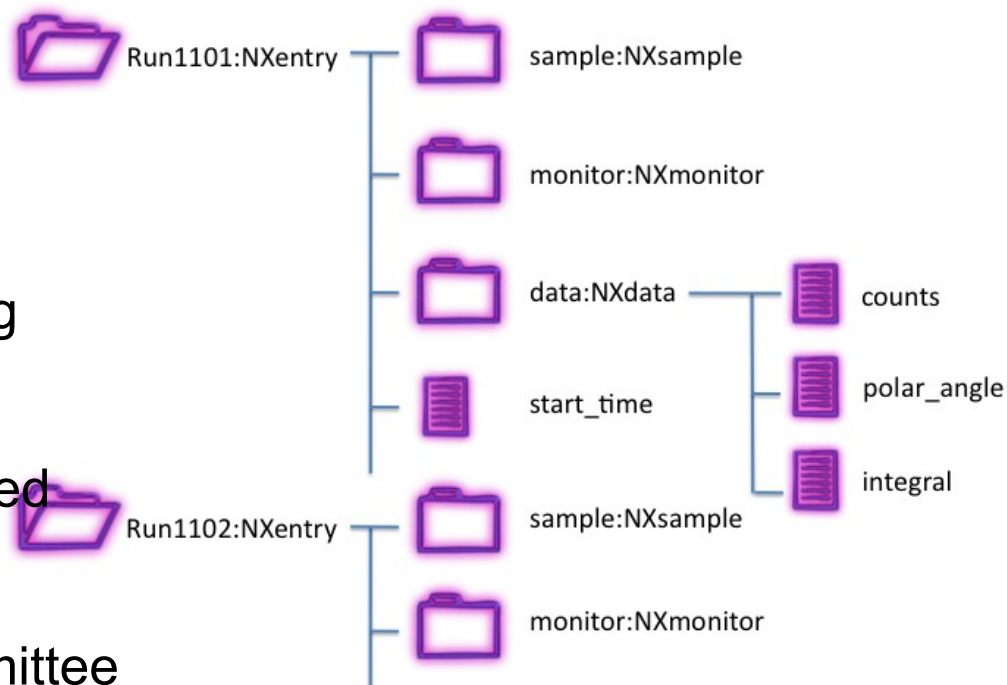 Run1101:NXentry
sample:NXsample
monitor:NXmonitor
data:NXdata
counts
polar_angle
integral
start_time
Run1102:NXentry
sample:NXsample
monitor:NXmonitor